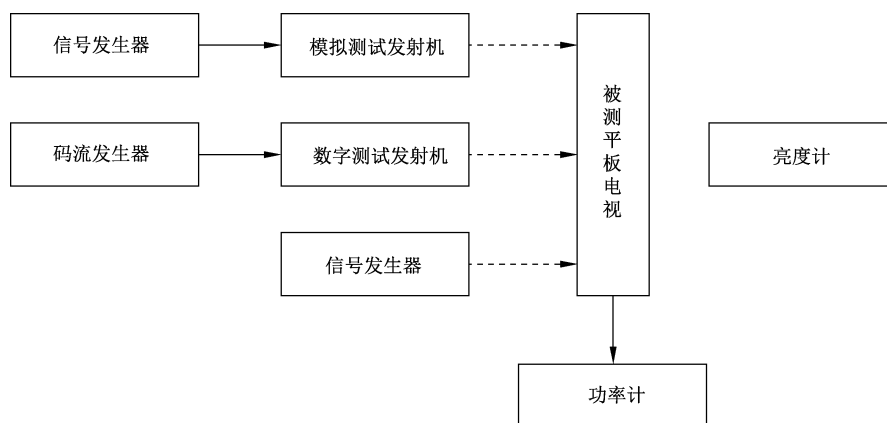 信号发生器
模拟测试发射机
码流发生器
数字测试发射机
信号发生器
被测平板电视
亮度计
功率计